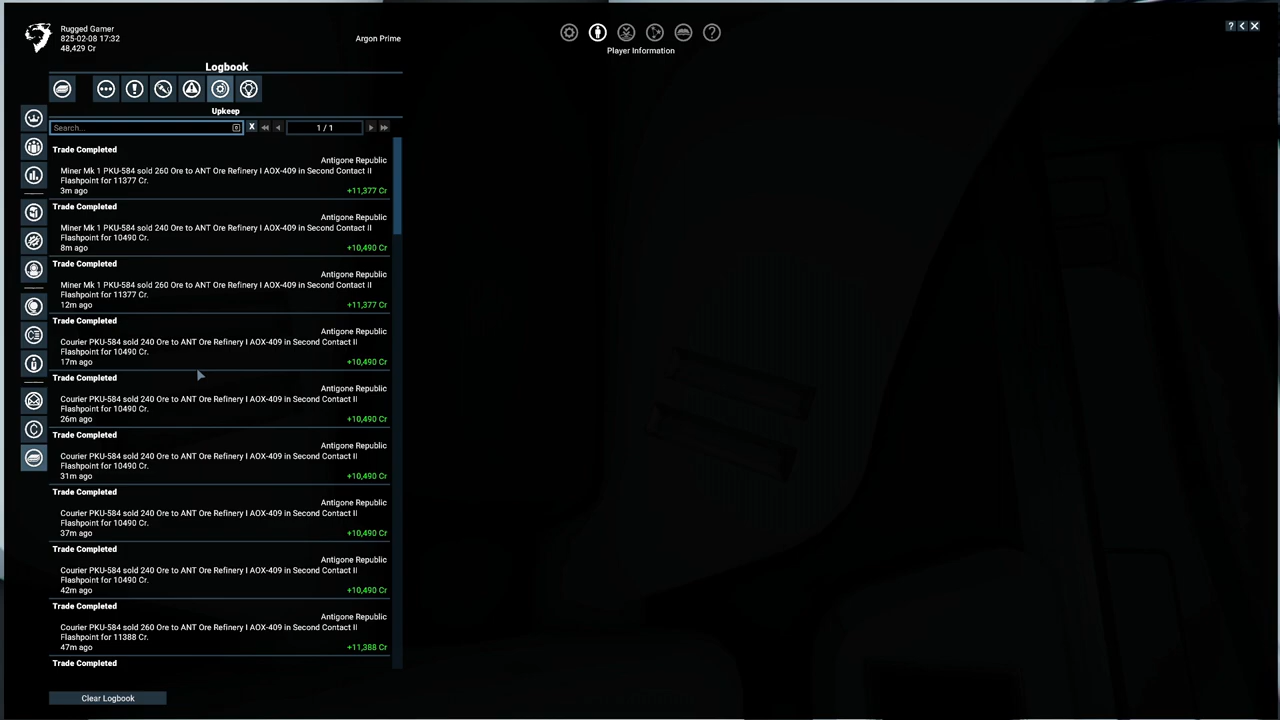 Rugged Gamer
825-02-08 17:32
48,429 Cr
Argon Prime
Player Information
Logbook
Upkeep
Search...
X
1 / 1
Trade Completed
Antigone Republic
Miner Mk 1 PKU-584 sold 260 Ore to ANT Ore Refinery I AOX-409 in Second Contact II
Flashpoint for 11377 Cr.
3m ago
+11,377 Cr
Trade Completed
Antigone Republic
Miner Mk 1 PKU-584 sold 240 Ore to ANT Ore Refinery I AOX-409 in Second Contact II
Flashpoint for 10490 Cr.
8m ago
+10,490 Cr
Trade Completed
Antigone Republic
Miner Mk 1 PKU-584 sold 260 Ore to ANT Ore Refinery I AOX-409 in Second Contact II
Flashpoint for 11377 Cr.
12m ago
+11,377 Cr
Trade Completed
Antigone Republic
Courier PKU-584 sold 240 Ore to ANT Ore Refinery I AOX-409 in Second Contact II
Flashpoint for 10490 Cr.
17m ago
+10,490 Cr
Trade Completed
Antigone Republic
Courier PKU-584 sold 240 Ore to ANT Ore Refinery I AOX-409 in Second Contact II
Flashpoint for 10490 Cr.
26m ago
+10,490 Cr
Trade Completed
Antigone Republic
Courier PKU-584 sold 240 Ore to ANT Ore Refinery I AOX-409 in Second Contact II
Flashpoint for 10490 Cr.
31m ago
+10,490 Cr
Trade Completed
Antigone Republic
Courier PKU-584 sold 240 Ore to ANT Ore Refinery I AOX-409 in Second Contact II
Flashpoint for 10490 Cr.
37m ago
+10,490 Cr
Trade Completed
Antigone Republic
Courier PKU-584 sold 240 Ore to ANT Ore Refinery I AOX-409 in Second Contact II
Flashpoint for 10490 Cr.
42m ago
+10,490 Cr
Trade Completed
Antigone Republic
Courier PKU-584 sold 260 Ore to ANT Ore Refinery I AOX-409 in Second Contact II
Flashpoint for 11388 Cr.
47m ago
+11,388 Cr
Trade Completed
Clear Logbook